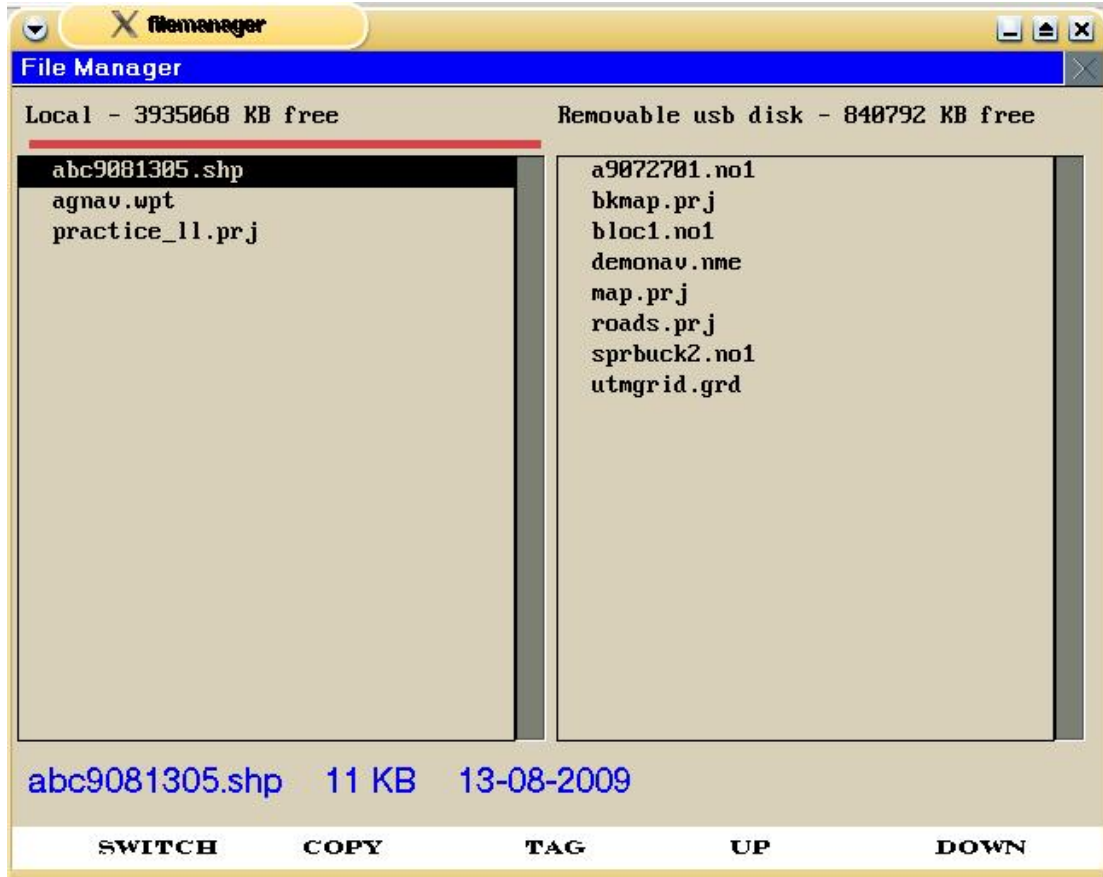 filemanager
File Manager
Local - 3935068 KB free
Removable usb disk - 840792 KB free
abc9081305.shp
agnav.wpt
practice_ll.prj
a9072701.no1
bkmap.prj
bloc1.no1
demonav.nme
map.prj
roads.prj
sprbuck2.no1
utmgrid.grd
abc9081305.shp 11 KB 13-08-2009
SWITCH COPY TAG UP DOWN